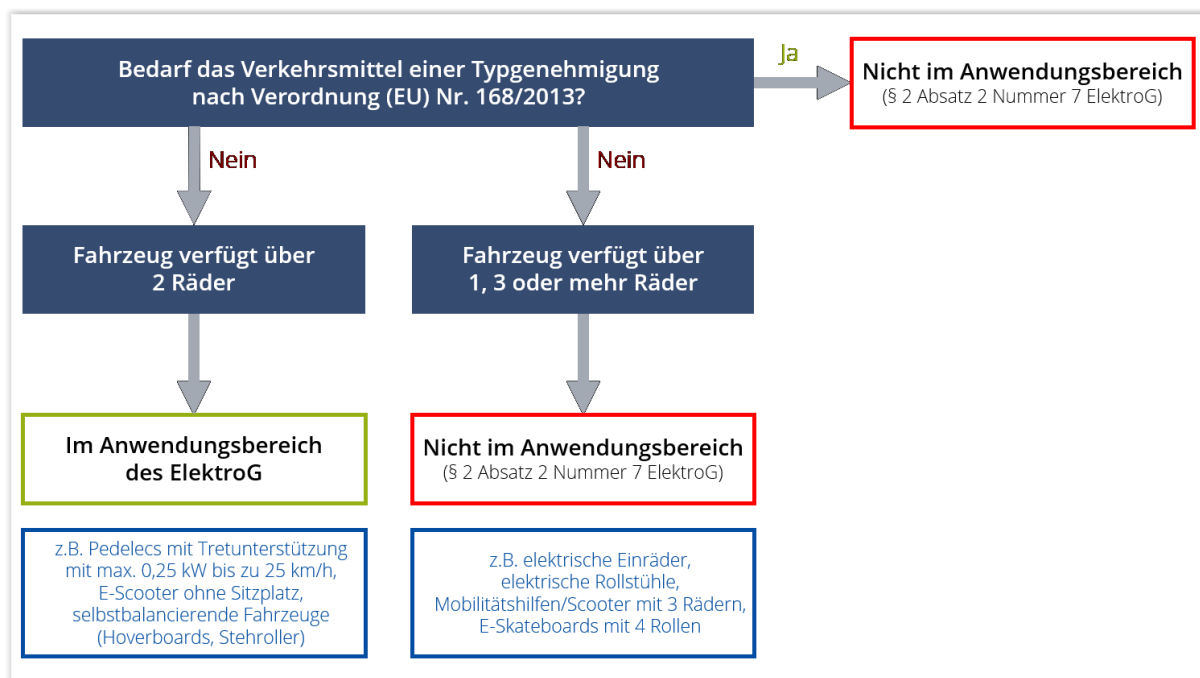 Bedarf das Verkehrsmittel einer Typgenehmigung
nach Verordnung (EU) Nr. 168/2013?
Ja
Nicht im Anwendungsbereich
(§ 2 Absatz 2 Nummer 7 ElektroG)
Nein
Nein
Fahrzeug verfügt über
2 Räder
Fahrzeug verfügt über
1, 3 oder mehr Räder
Im Anwendungsbereich
des ElektroG
Nicht im Anwendungsbereich
(§ 2 Absatz 2 Nummer 7 ElektroG)
z.B. Pedelecs mit Tretunterstützung
mit max. 0,25 kW bis zu 25 km/h,
E-Scooter ohne Sitzplatz,
selbstbalancierende Fahrzeuge
(Hoverboards, Stehroller)
z.B. elektrische Einräder,
elektrische Rollstühle,
Mobilitätshilfen/Scooter mit 3 Rädern,
E-Skateboards mit 4 Rollen